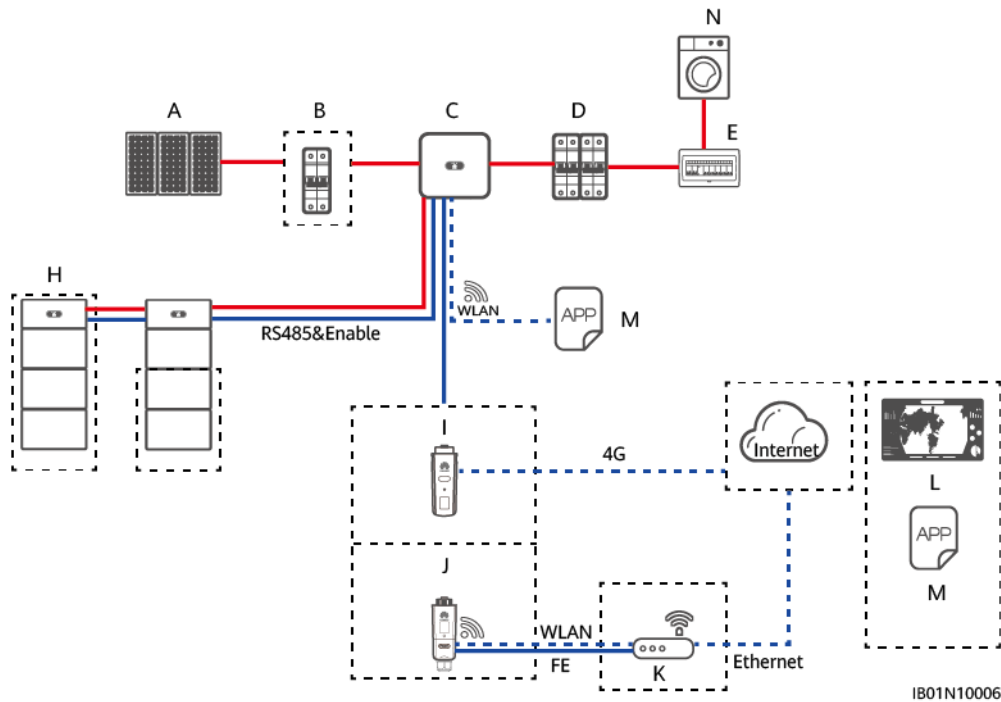 N
A
B
C
D
E
H
WLAN
APP
M
RS485&Enable
I
4G
Internet
L
APP
M
J
WLAN
FE
K
Ethernet
IB01N10006